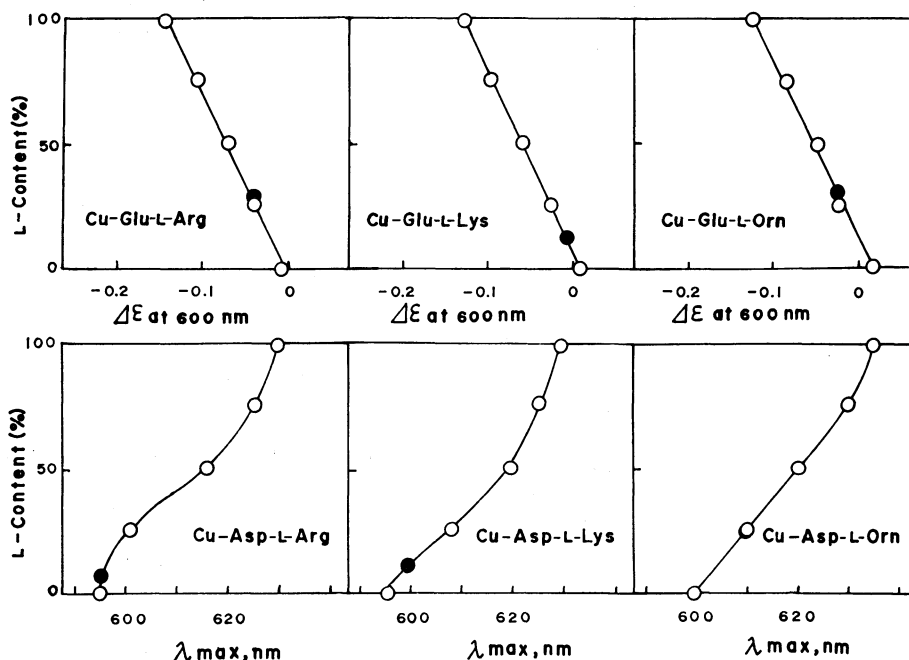 L-Content(%)
100
50
0
Cu-Glu-L-Arg
Cu-Glu-L-Lys
Cu-Glu-L-Orn
-0.2 -0.1 0
-0.2 -0.1 0
-0.2 -0.1 0
Δε at 600 nm
Δε at 600 nm
Δε at 600 nm
L-Content(%)
100
50
0
Cu-Asp-L-Arg
Cu-Asp-L-Lys
Cu-Asp-L-Orn
600 620
600 620
600 620
λmax,nm
λmax,nm
λmax,nm